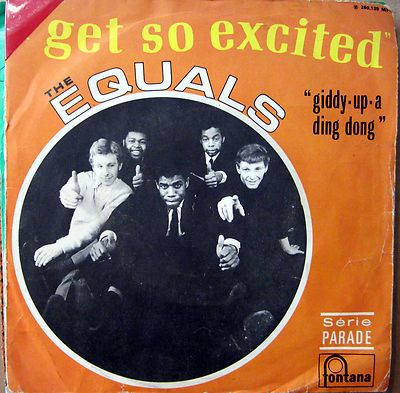 get so excited"
THE
EQUALS
"giddy-up-a
ding dong"
Série
PARADE
fontana